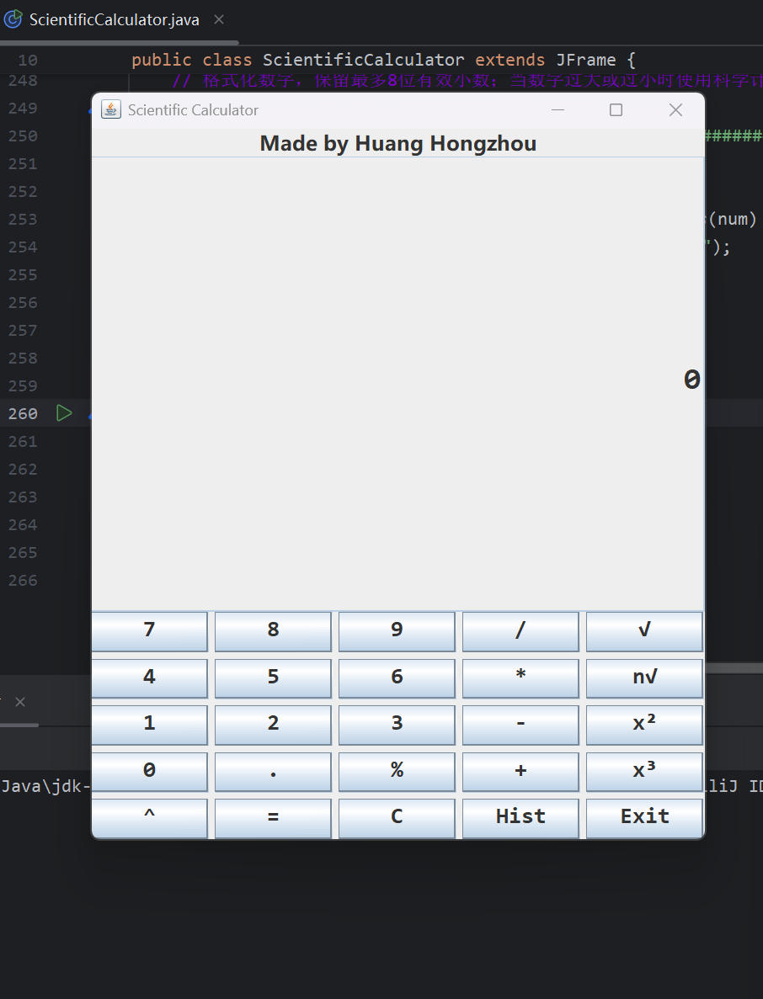 ScientificCalculator.java
10 public class ScientificCalculator extends JFrame {
248 // 格式化数字，保留最多8位有效小数；当数字过大或过小时使用科学计
Scientific Calculator
249
Made by Huang Hongzhou
250 #######
251
252
253 (num)
254 ");
255
256
257
258
0
259
260
261
262
263
264
265
266
7 8 9 / √
4 5 6 * n√
1 2 3 - x²
0 . % + x³
Java\jdk- liJ ID
^ = C Hist Exit